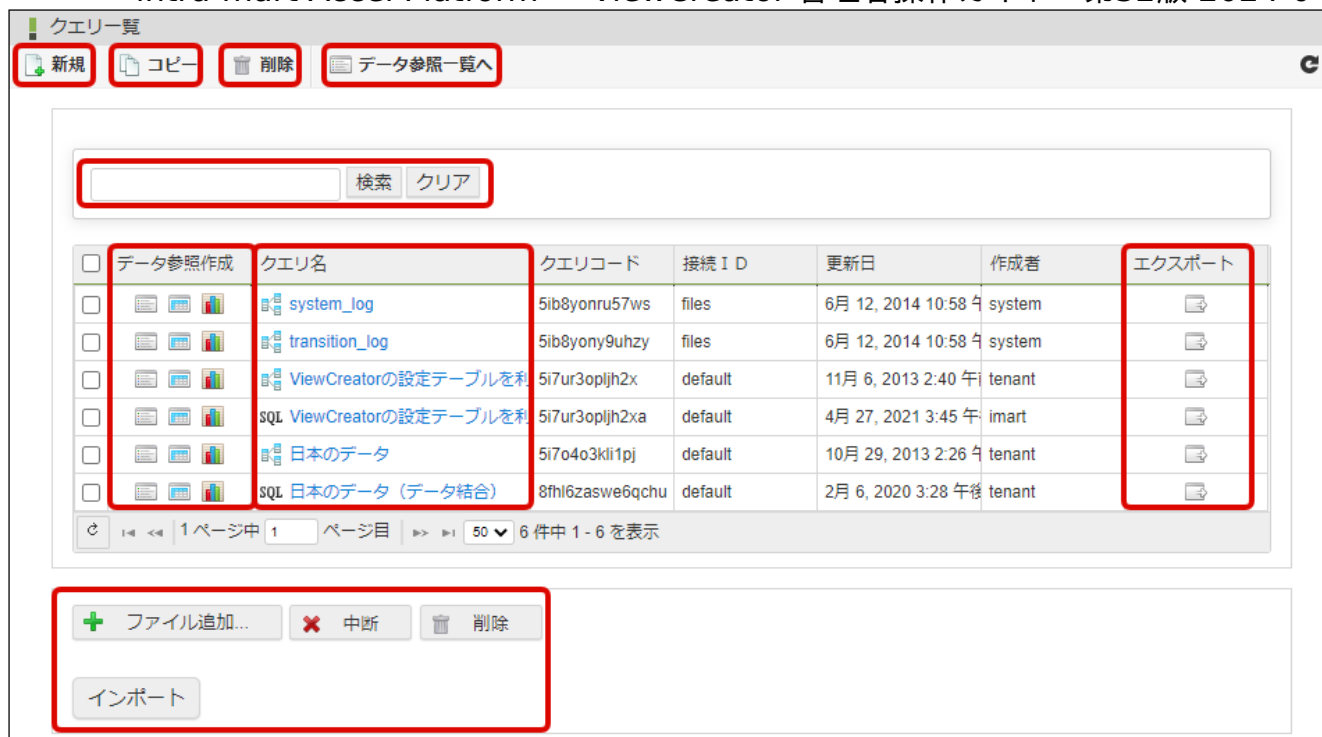 クエリ一覧
新規 コピー 削除 データ参照一覧へ
検索 クリア
データ参照作成 クエリ名 クエリコード 接続ＩＤ 更新日 作成者 エクスポート
system_log 5ib8yonru57ws files 6月 12, 2014 10:58 system
transition_log 5ib8yony9uhzy files 6月 12, 2014 10:58 system
ViewCreatorの設定テーブルを利 5i7ur3opljh2x default 11月 6, 2013 2:40 午 tenant
SQL ViewCreatorの設定テーブルを利 5i7ur3opljh2xa default 4月 27, 2021 3:45 午 imart
日本のデータ 5i7o4o3kli1pj default 10月 29, 2013 2:26 tenant
SQL 日本のデータ（データ結合） 8fhl6zaswe6qchu default 2月 6, 2020 3:28 午後 tenant
1 ページ中 1 ページ目 50 6 件中 1 - 6 を表示
ファイル追加... 中断 削除
インポート